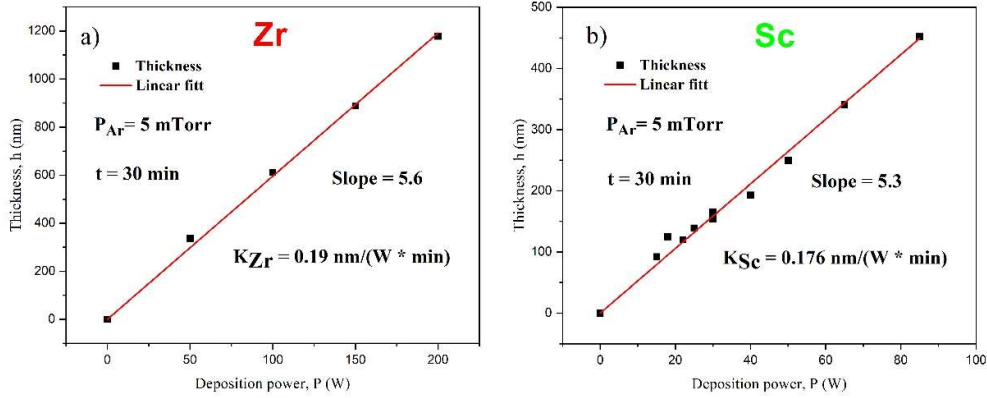 a)
Zr
Thickness
Linear fitt
P_Ar = 5 mTorr
t = 30 min
Slope = 5.6
K_Zr = 0.19 nm/(W * min)
Thickness, h (nm)
1200
1000
800
600
400
200
0
0 50 100 150 200
Deposition power, P (W)
b)
Sc
Thickness
Linear fitt
P_Ar = 5 mTorr
t = 30 min
Slope = 5.3
K_Sc = 0.176 nm/(W * min)
Thickness, h (nm)
500
400
300
200
100
0
0 20 40 60 80 100
Deposition power, P (W)